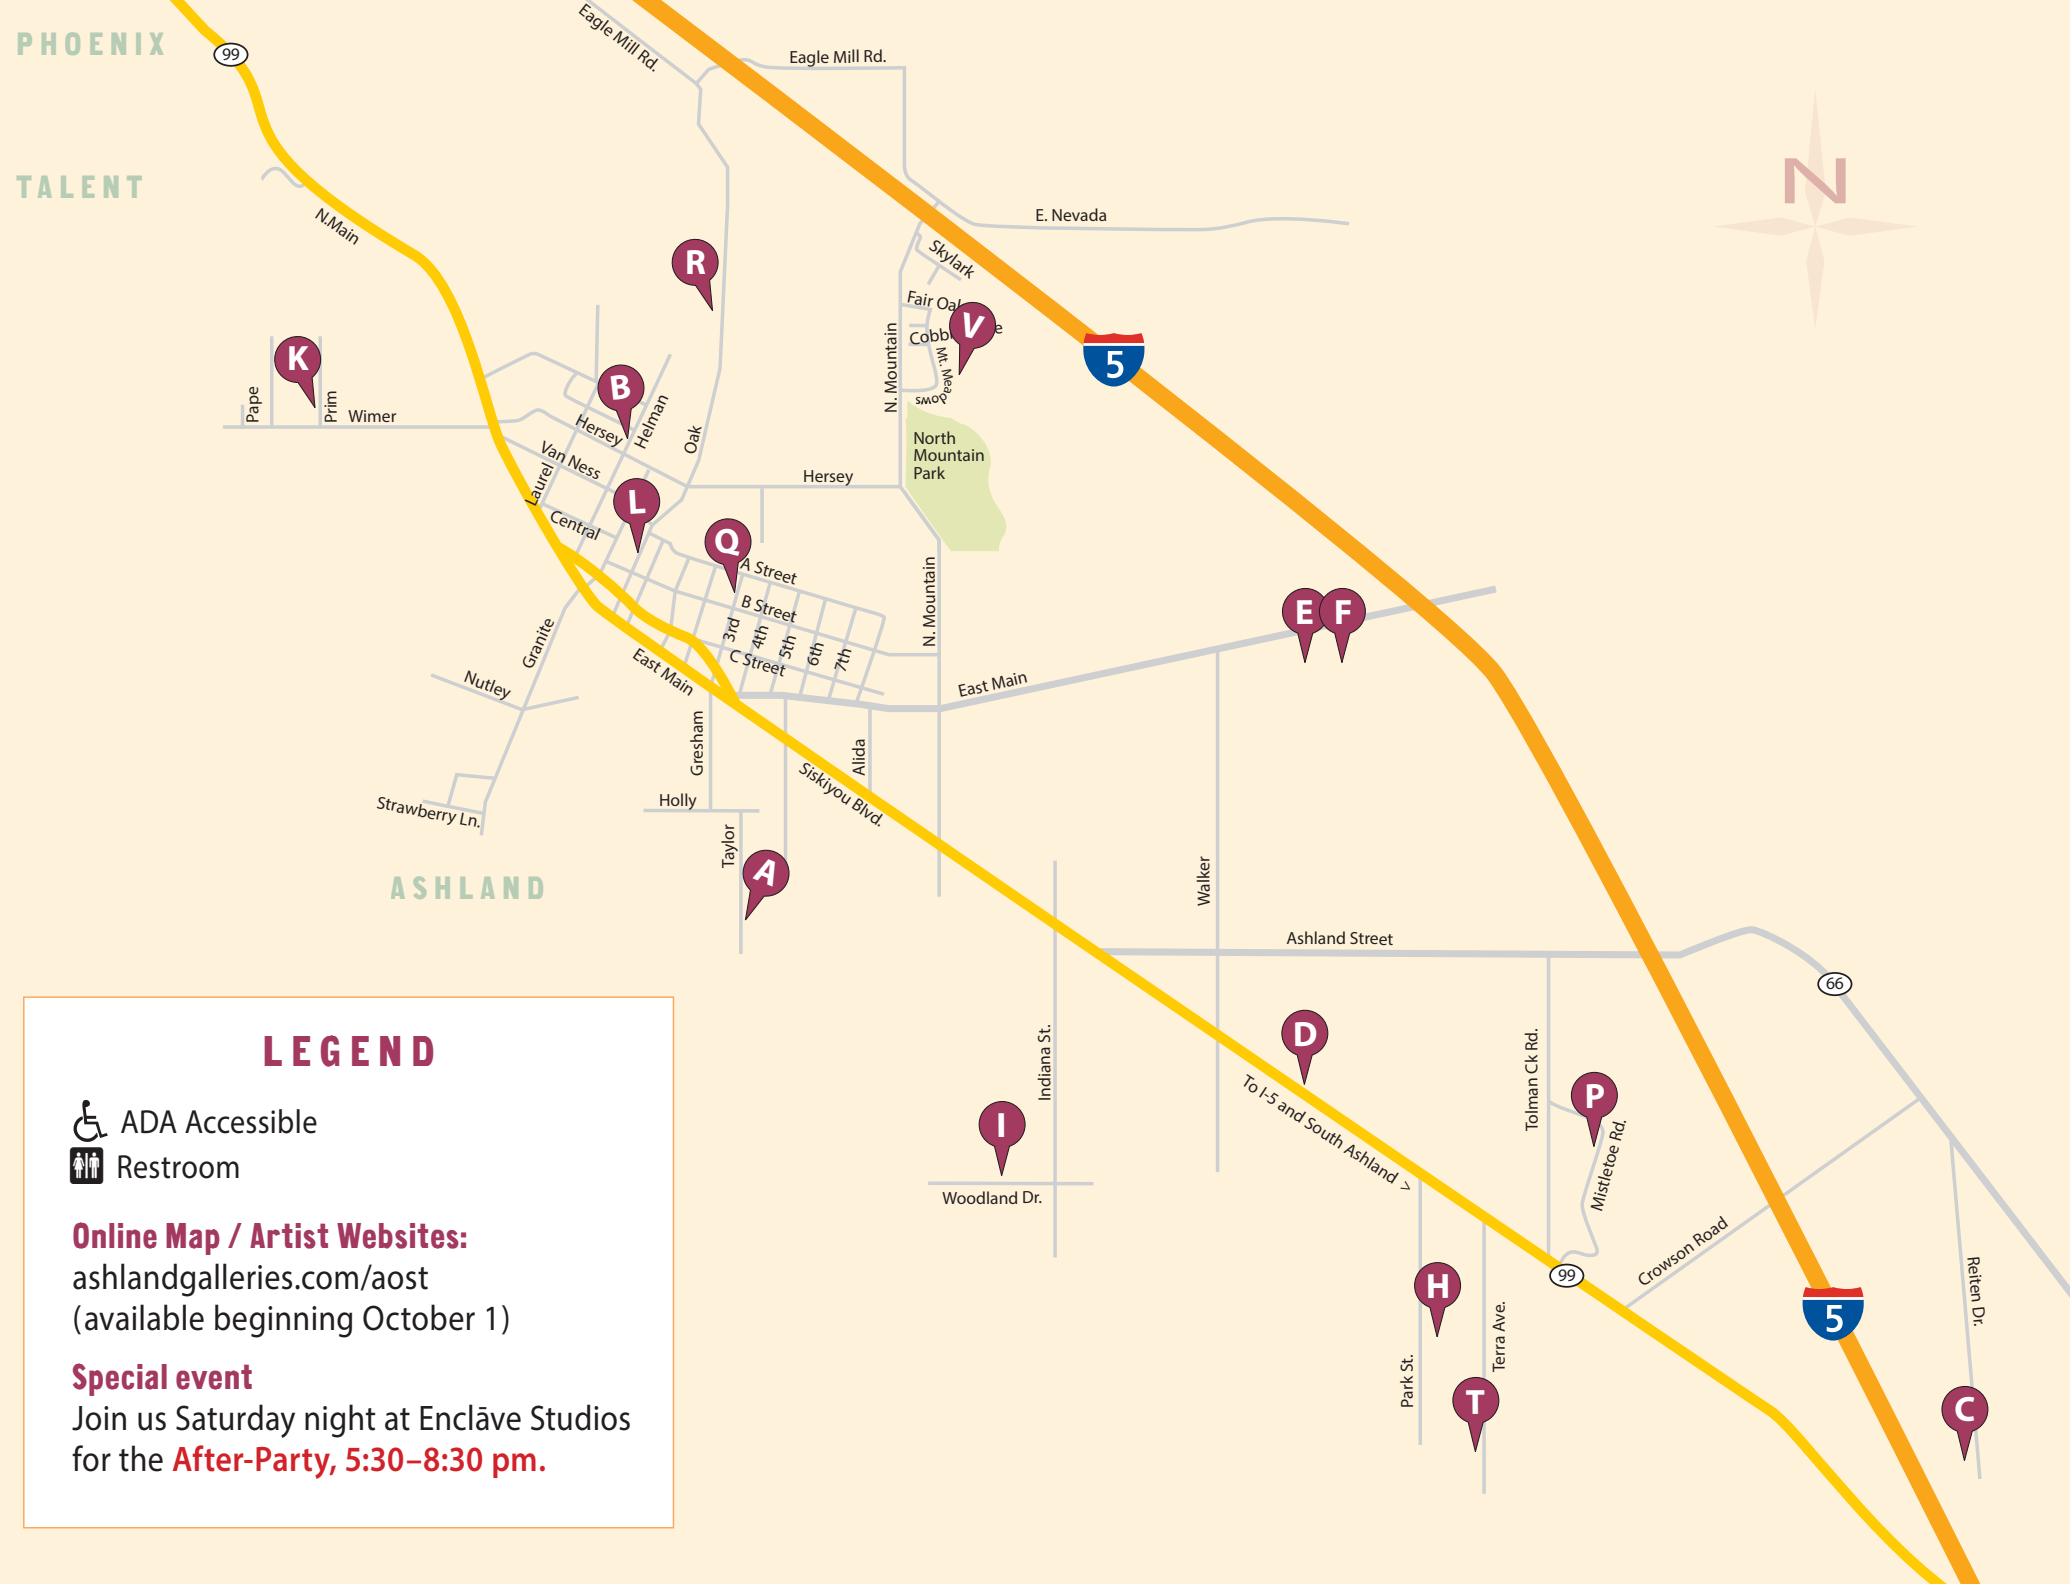 PHOENIX
99
Eagle Mill Rd.
Eagle Mill Rd.
TALENT
N.Main
N
E. Nevada
Skylark
R
Fair Oa
V
Cobb
e
Mt. Meadows
N. Mountain
5
K
B
Pape
Prim
Wimer
Hersey
Helman
Oak
Van Ness
Laurel
North
Mountain
Park
Hersey
L
Central
Q
A Street
B Street
C Street
3rd
4th
5th
6th
7th
N. Mountain
E
F
Granite
East Main
East Main
Nutley
Gresham
Alida
Siskiyou Blvd.
Holly
Strawberry Ln.
Taylor
A
ASHLAND
Walker
Ashland Street
66
D
Indiana St.
Tolman Ck Rd.
P
To I-5 and South Ashland >
I
Mistletoe Rd.
Woodland Dr.
Crowson Road
99
H
Reiten Dr.
5
Terra Ave.
Park St.
T
C
LEGEND
ADA Accessible
Restroom
Online Map / Artist Websites:
ashlandgalleries.com/aost
(available beginning October 1)
Special event
Join us Saturday night at Enclāve Studios
for the After-Party, 5:30–8:30 pm.